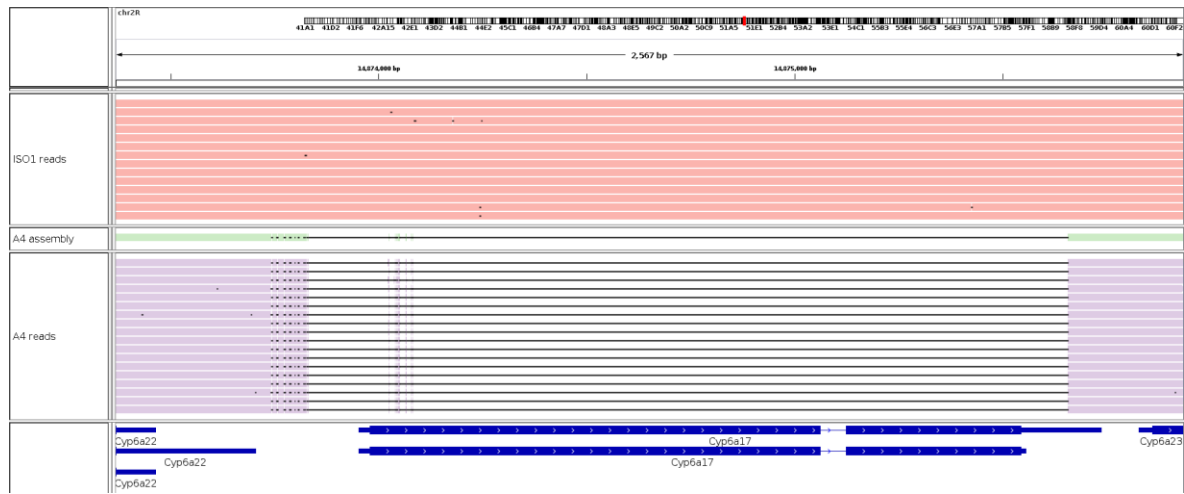 chr2R
41A1 41D2 41F6 42A15 42E1 43D2 44B1 44E2 45C1 46B4 47A7 47D1 48A3 48E5 49C2 50A2 50C9 51A5 51E1 52B4 53A2 53E1 54C1 55B3 55E4 56C3 56E3 57A1 57B5 57F1 58B9 58F8 59D4 60A4 60D1 60F2
2,567 bp
34,074,000 bp 34,075,000 bp
ISO1 reads
A4 assembly
A4 reads
Cyp6a22 Cyp6a17 Cyp6a23
Cyp6a22 Cyp6a17
Cyp6a22